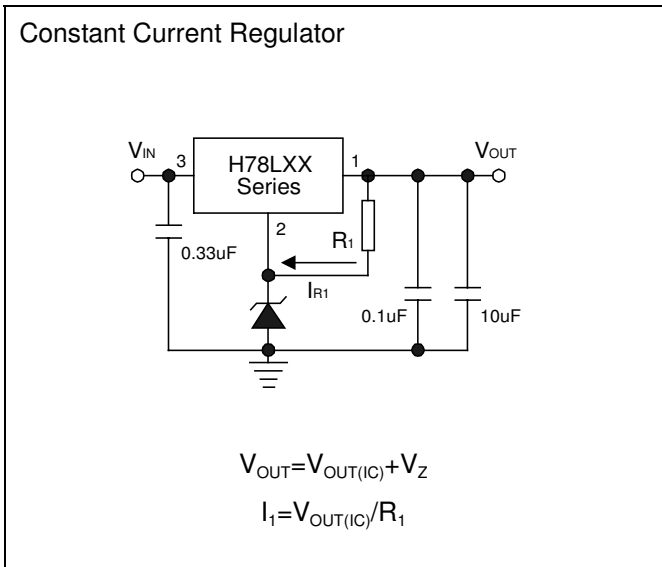 Constant Current Regulator
VIN
3
H78LXX
Series
1
VOUT
2
R1
0.33uF
IR1
0.1uF
10uF
VOUT=VOUT(IC)+VZ
I1=VOUT(IC)/R1